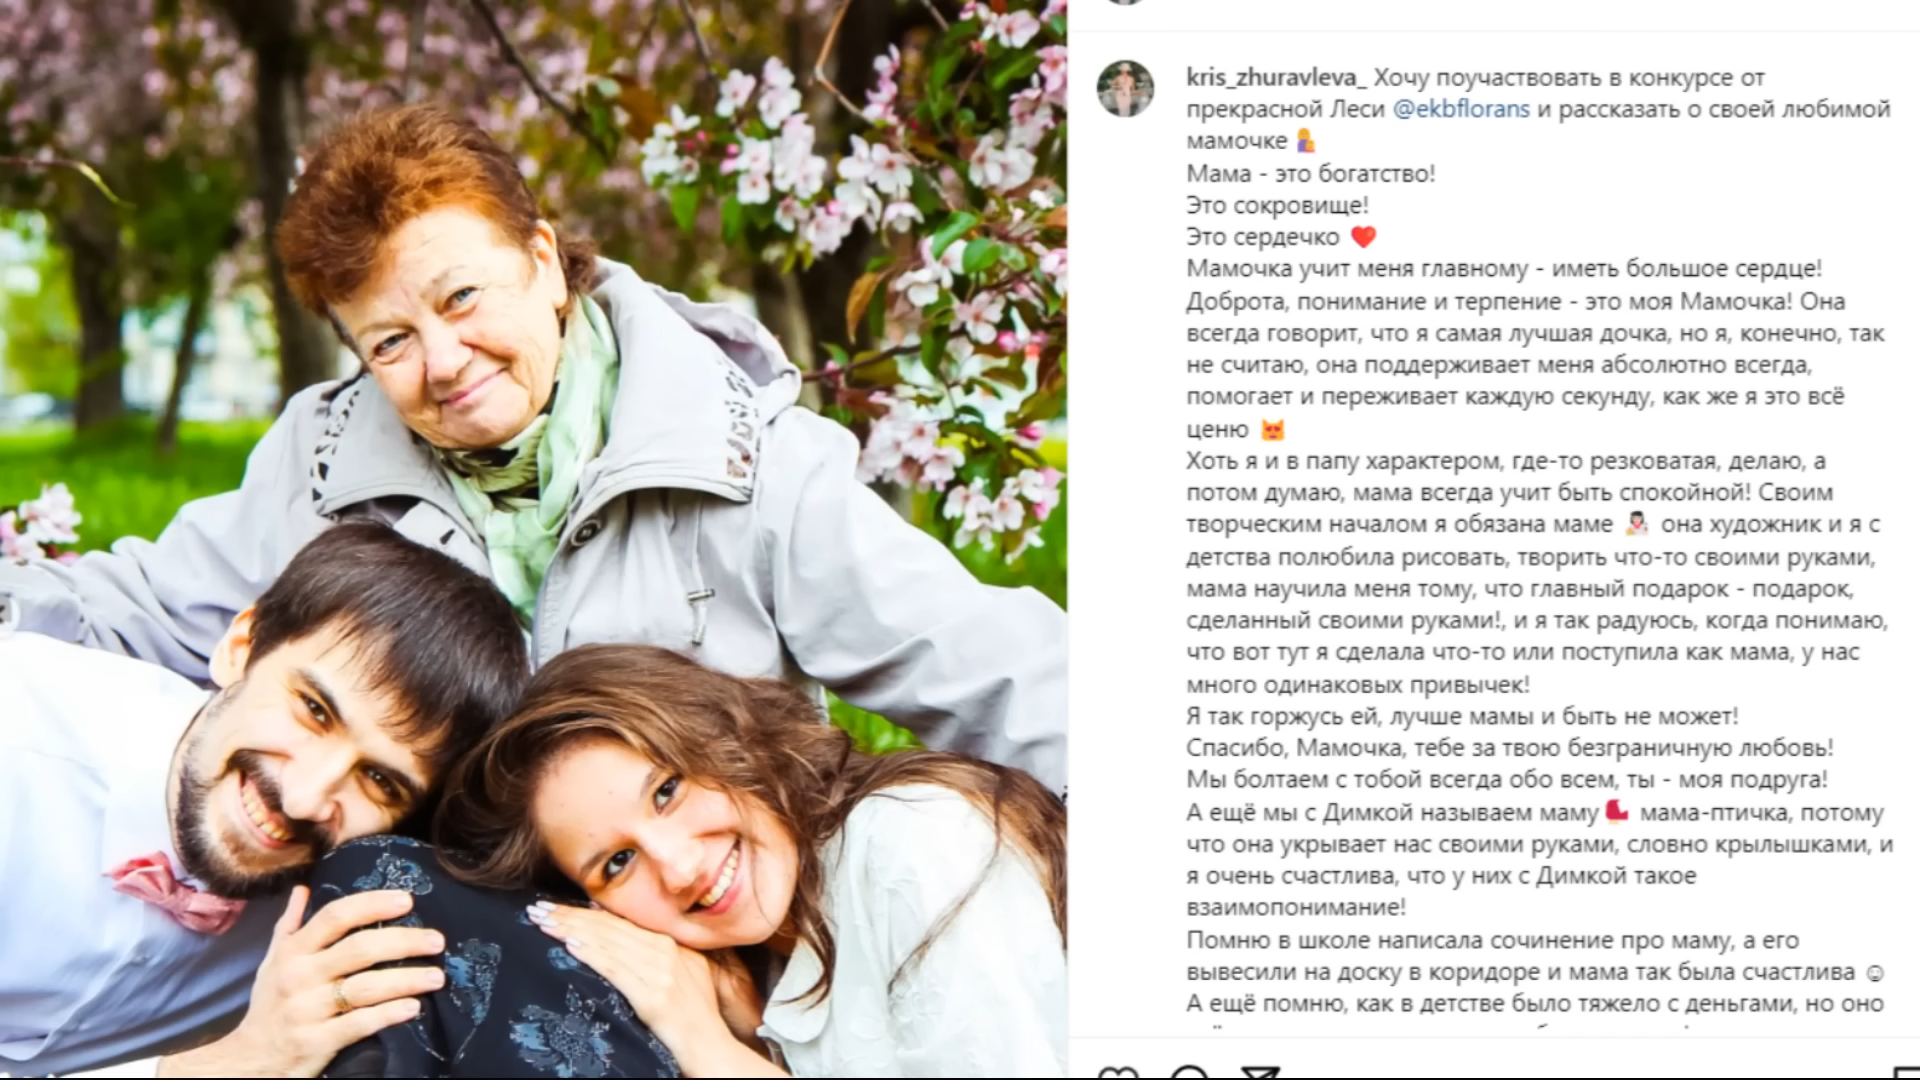 kris_zhuravleva_ Хочу поучаствовать в конкурсе от
прекрасной Леси @ekbflorans и рассказать о своей любимой
мамочке
Мама - это богатство!
Это сокровище!
Это сердечко ❤️
Мамочка учит меня главному - иметь большое сердце!
Доброта, понимание и терпение - это моя Мамочка! Она
всегда говорит, что я самая лучшая дочка, но я, конечно, так
не считаю, она поддерживает меня абсолютно всегда,
помогает и переживает каждую секунду, как же я это всё
ценю 😻
Хоть я и в папу характером, где-то резковатая, делаю, а
потом думаю, мама всегда учит быть спокойной! Своим
творческим началом я обязана маме она художник и я с
детства полюбила рисовать, творить что-то своими руками,
мама научила меня тому, что главный подарок - подарок,
сделанный своими руками!, и я так радуюсь, когда понимаю,
что вот тут я сделала что-то или поступила как мама, у нас
много одинаковых привычек!
Я так горжусь ей, лучше мамы и быть не может!
Спасибо, Мамочка, тебе за твою безграничную любовь!
Мы болтаем с тобой всегда обо всем, ты - моя подруга!
А ещё мы с Димкой называем маму мама-птичка, потому
что она укрывает нас своими руками, словно крылышками, и
я очень счастлива, что у них с Димкой такое
взаимопонимание!
Помню в школе написала сочинение про маму, а его
вывесили на доску в коридоре и мама так была счастлива ☺
А ещё помню, как в детстве было тяжело с деньгами, но оно